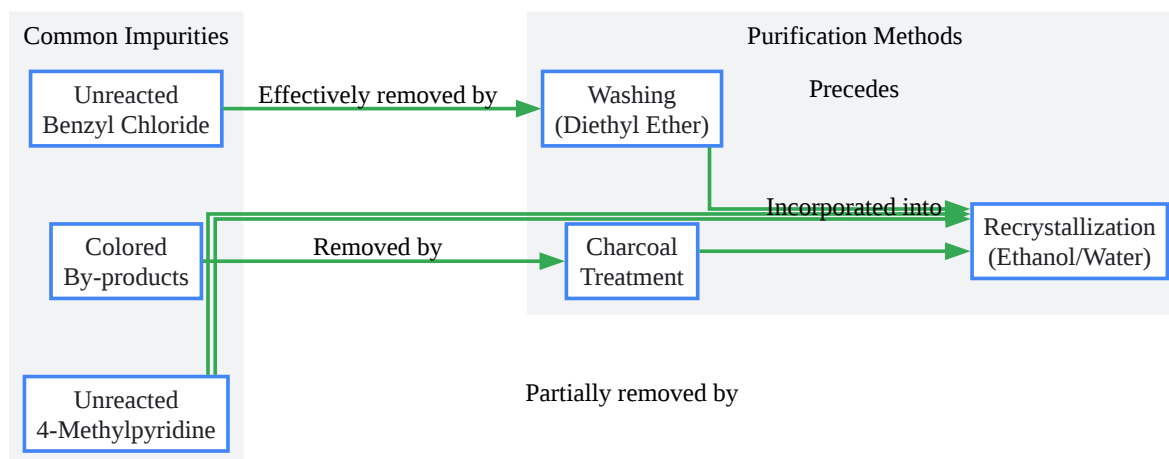 Common Impurities
Purification Methods
Unreacted
Benzyl Chloride
Effectively removed by
Washing
(Diethyl Ether)
Precedes
Incorporated into
Colored
By-products
Removed by
Charcoal
Treatment
Recrystallization
(Ethanol/Water)
Unreacted
4-Methylpyridine
Partially removed by